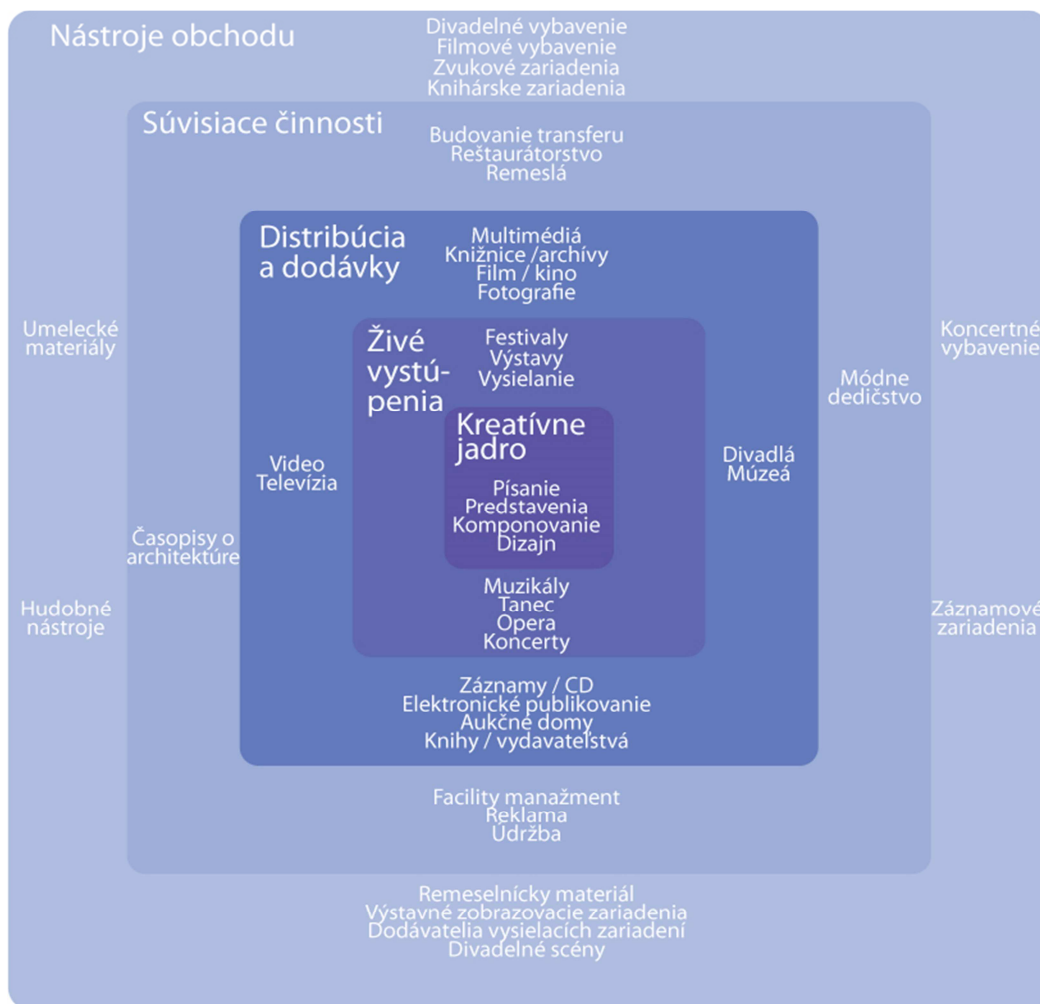 Nástroje obchodu
Divadelné vybavenie
Filmové vybavenie
Zvukové zariadenia
Knihárske zariadenia
Súvisiace činnosti
Budovanie transferu
Reštaurátorstvo
Remeslá
Distribúcia
a dodávky
Multimédiá
Knižnice /archívy
Film / kino
Fotografie
Umelecké
materiály
Živé
vystú-
penia
Festivaly
Výstavy
Vysielanie
Koncertné
vybavenie
Módne
dedičstvo
Kreatívne
jadro
Písanie
Predstavenia
Komponovanie
Dizajn
Video
Televízia
Divadlá
Múzeá
Časopisy o
architektúre
Hudobné
nástroje
Muzikály
Tanec
Opera
Koncerty
Záznamové
zariadenia
Záznamy / CD
Elektronické publikovanie
Aukčné domy
Knihy / vydavateľstvá
Facility manažment
Reklama
Údržba
Remeselnícky materiál
Výstavné zobrazovacie zariadenia
Dodávatelia vysielacích zariadení
Divadelné scény